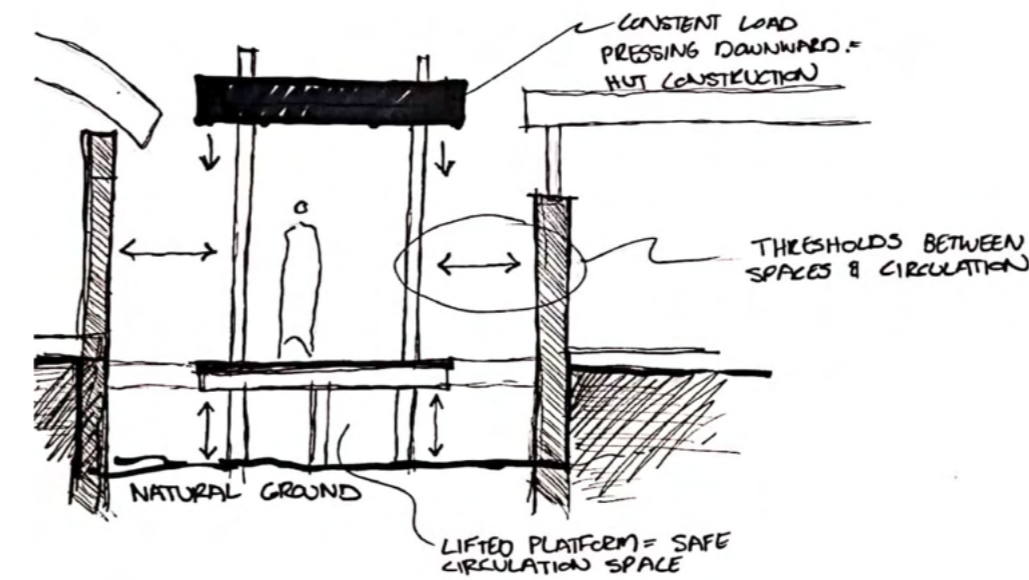 CONSTENT LOAD
PRESSING DOWNWARD =
HUT CONSTRUCTION
THRESHOLDS BETWEEN
SPACES & CIRCULATION
NATURAL GROUND
LIFTED PLATFORM = SAFE
CIRCULATION SPACE